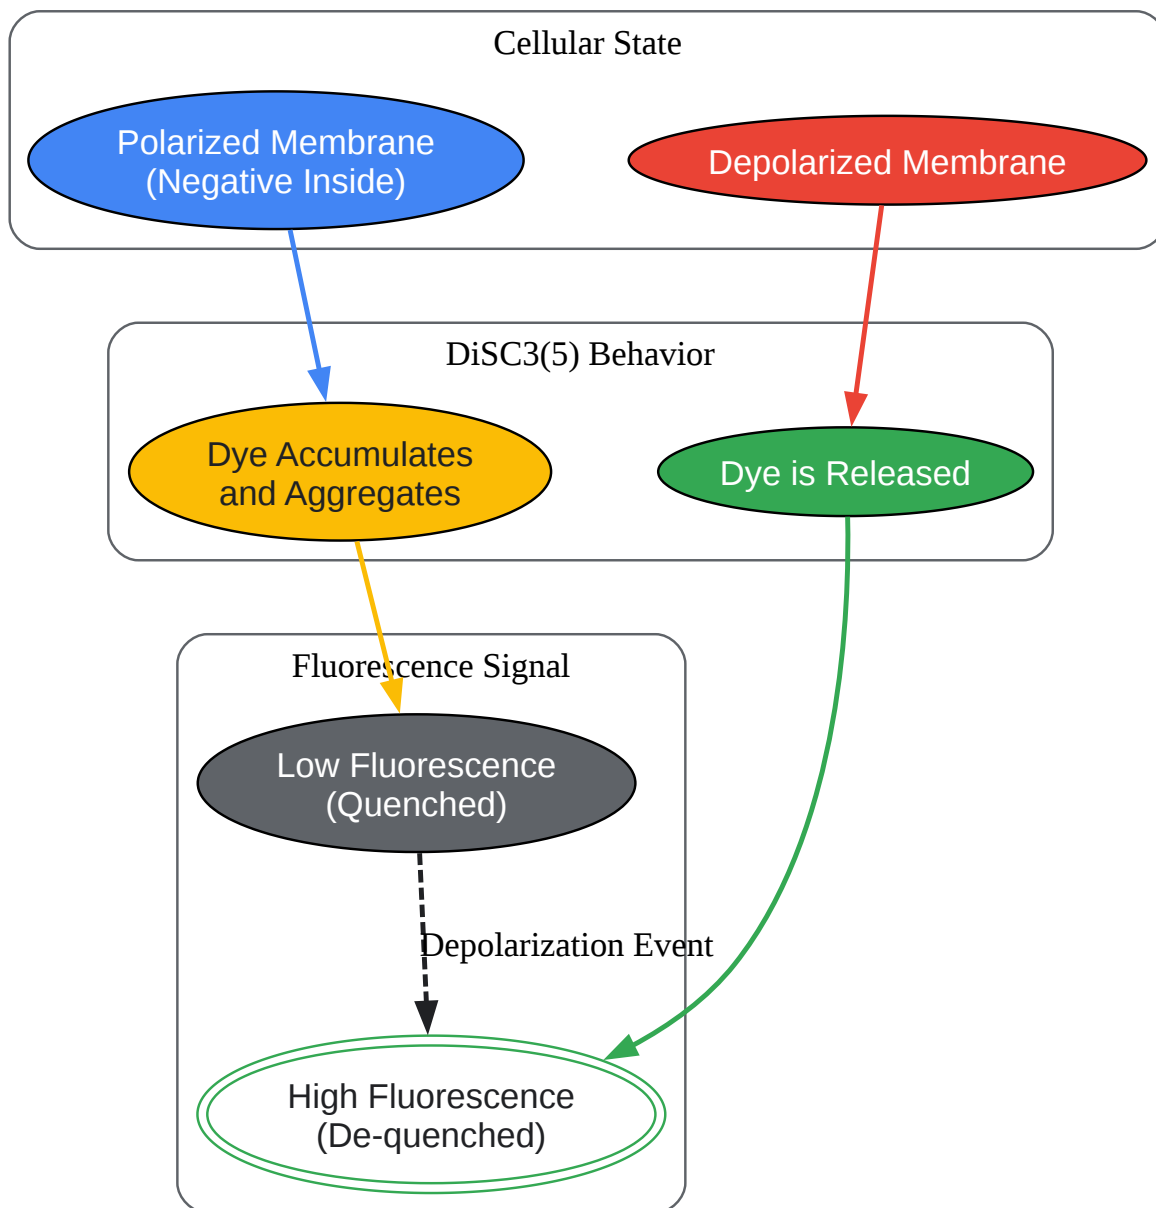 Cellular State
Polarized Membrane
(Negative Inside)
Depolarized Membrane
DiSC3(5) Behavior
Dye Accumulates
and Aggregates
Dye is Released
Fluorescence Signal
Low Fluorescence
(Quenched)
Depolarization Event
High Fluorescence
(De-quenched)